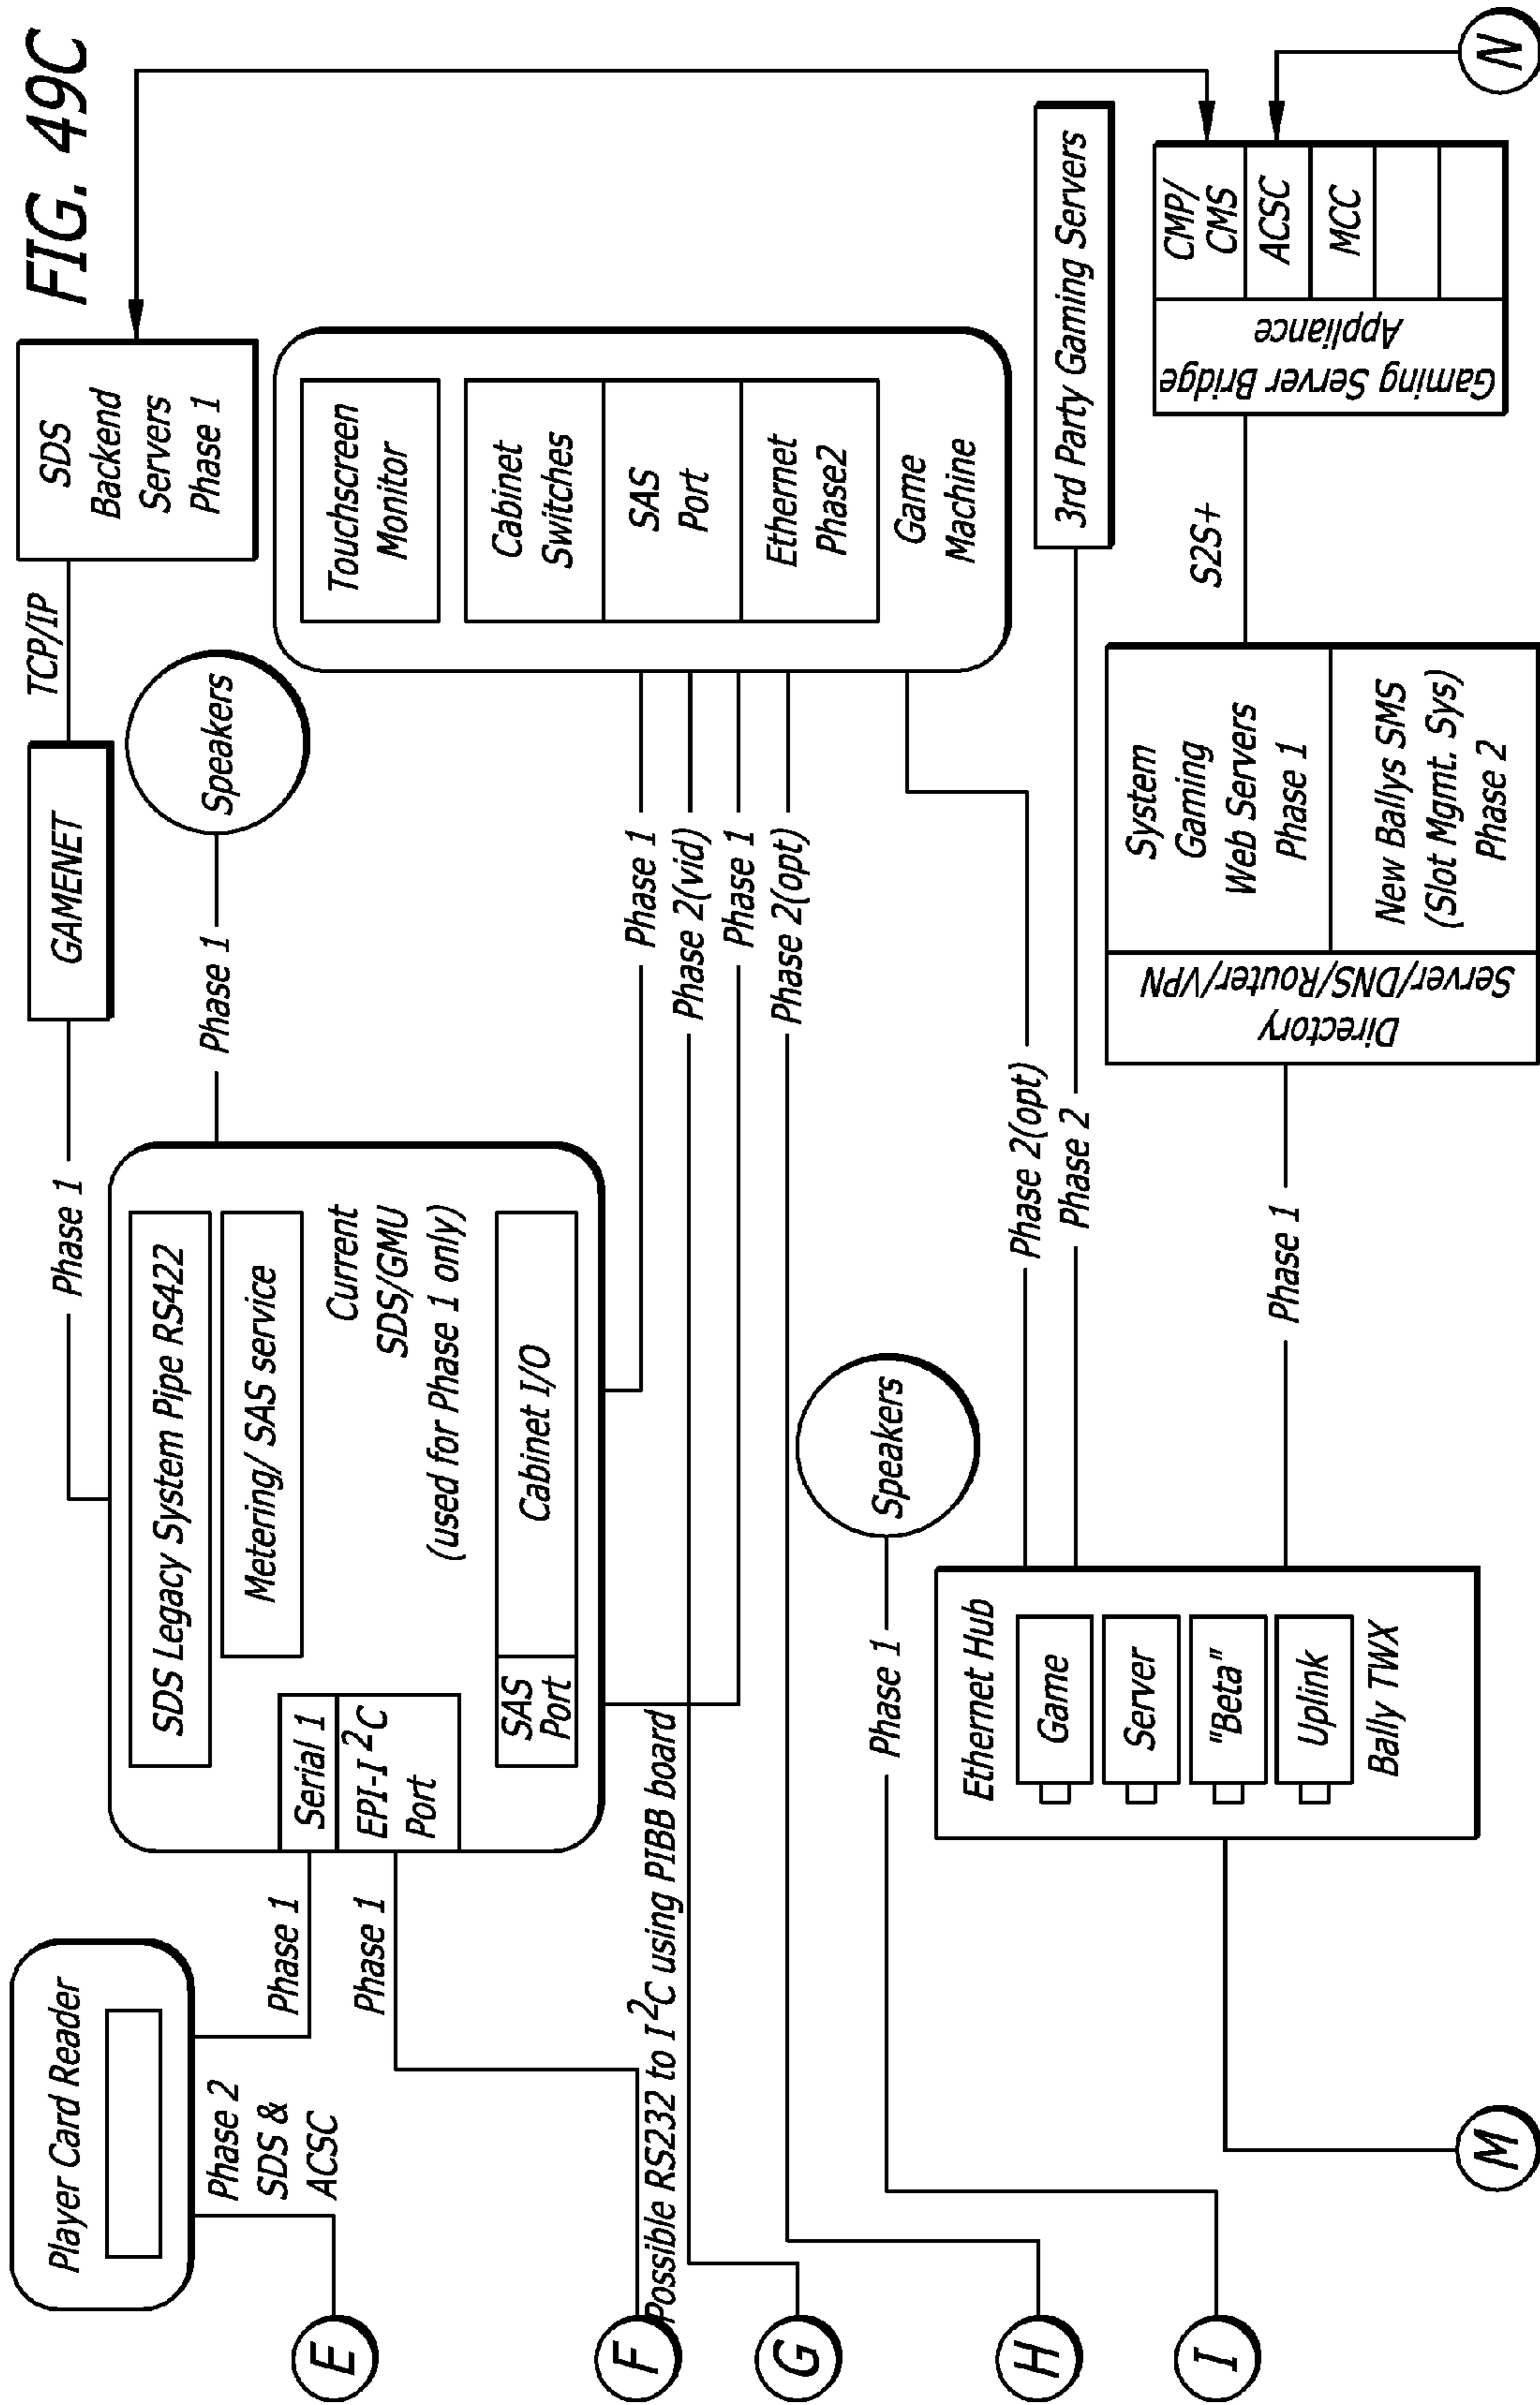 FIG. 49C
Player Card Reader
Phase 2
SDS &
ACSC
E
Phase 1
Phase 1
F
Possible RS232 to I²C using PIBB board
G
H
I
M
Phase 1
SDS Legacy System Pipe RS422
Metering/ SAS service
Serial 1
EPI-I²C
Port
Current
SDS/GMU
(used for Phase 1 only)
SAS
Port
Cabinet I/O
GAMENET
TCP/IP
SDS
Backend
Servers
Phase 1
Phase 1
Speakers
Touchscreen
Monitor
Cabinet
Switches
SAS
Port
Ethernet
Phase2
Game
Machine
Phase 1
Phase 2(vid)
Phase 1
Phase 2(opt)
Phase 1
Speakers
Phase 2(opt)
Phase 2
3rd Party Gaming Servers
Ethernet Hub
Game
Server
"Beta"
Uplink
Bally TWX
Phase 1
Directory
Server/DNS/Router/VPN
System
Gaming
Web Servers
Phase 1
New Ballys SMS
(Slot Mgmt. Sys)
Phase 2
S2S+
Gaming Server Bridge
Appliance
CMP/
CMS
ACSC
MCC
N